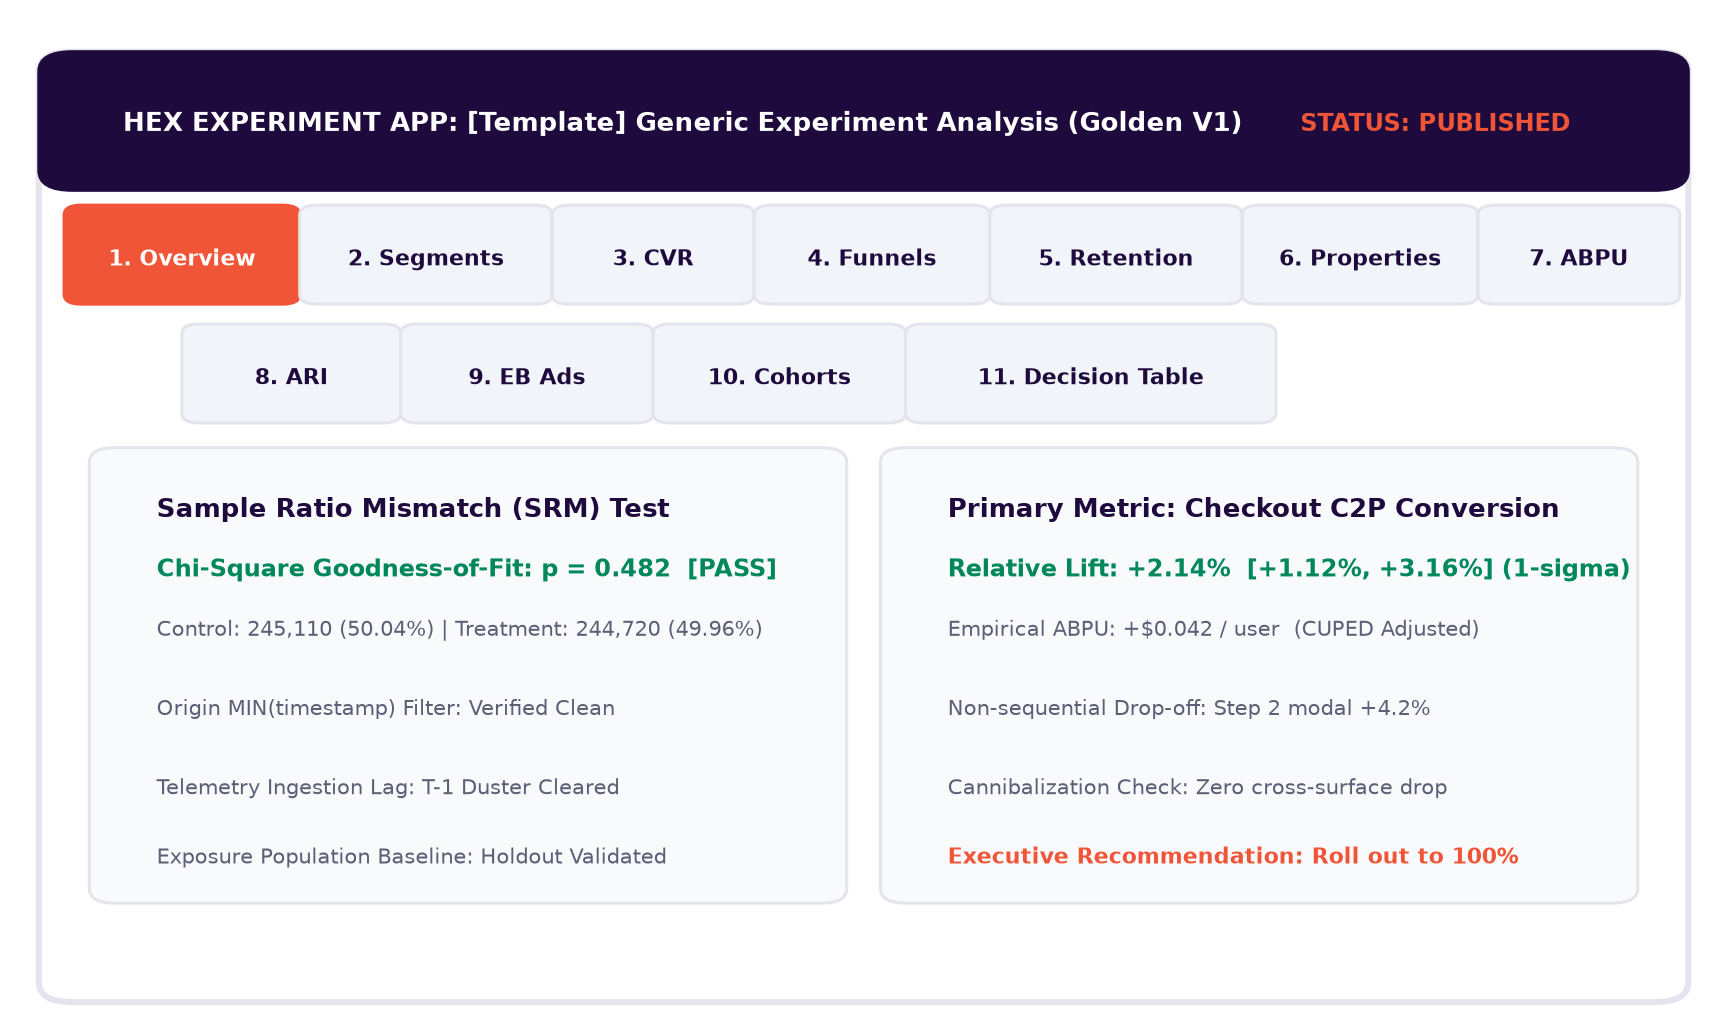 HEX EXPERIMENT APP: [Template] Generic Experiment Analysis (Golden V1) STATUS: PUBLISHED
1. Overview
2. Segments
3. CVR
4. Funnels
5. Retention
6. Properties
7. ABPU
8. ARI
9. EB Ads
10. Cohorts
11. Decision Table
Sample Ratio Mismatch (SRM) Test
Chi-Square Goodness-of-Fit: p = 0.482 [PASS]
Control: 245,110 (50.04%) | Treatment: 244,720 (49.96%)
Origin MIN(timestamp) Filter: Verified Clean
Telemetry Ingestion Lag: T-1 Duster Cleared
Exposure Population Baseline: Holdout Validated
Primary Metric: Checkout C2P Conversion
Relative Lift: +2.14% [+1.12%, +3.16%] (1-sigma)
Empirical ABPU: +$0.042 / user (CUPED Adjusted)
Non-sequential Drop-off: Step 2 modal +4.2%
Cannibalization Check: Zero cross-surface drop
Executive Recommendation: Roll out to 100%